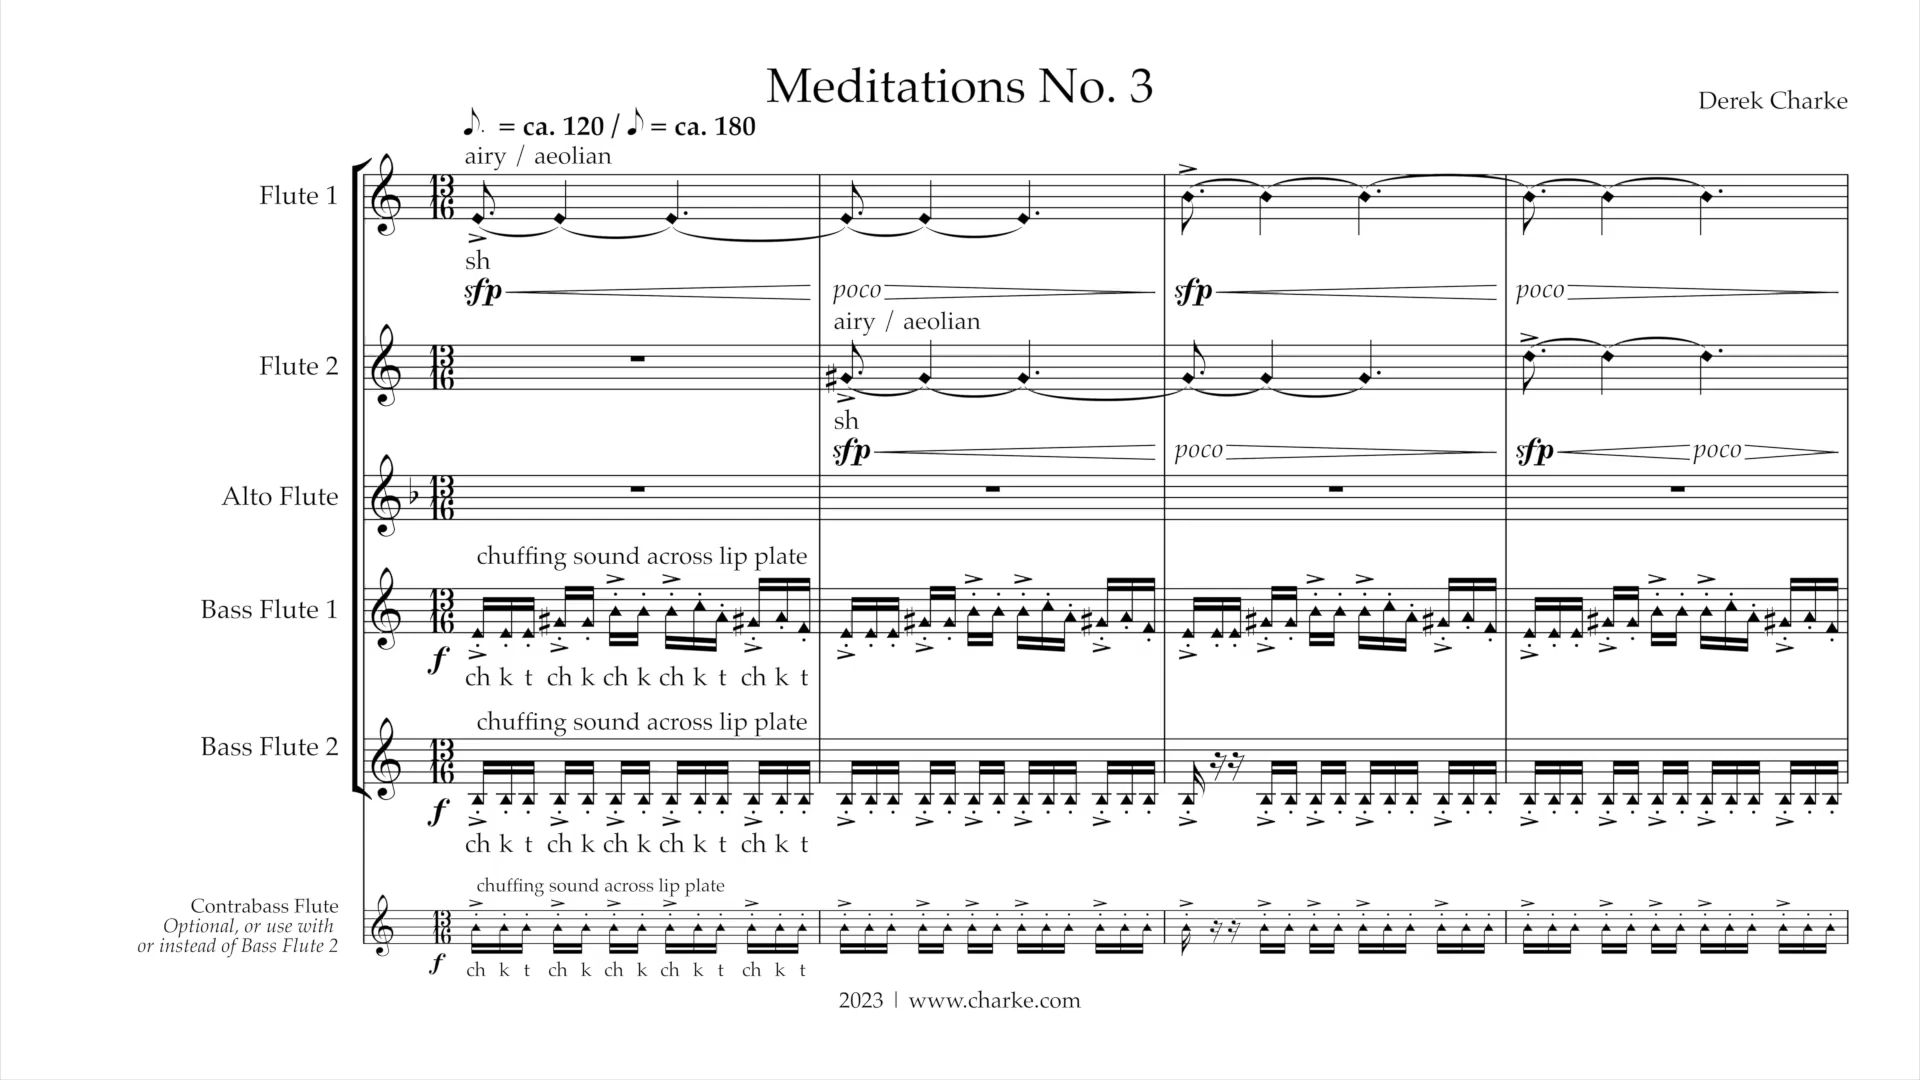 Meditations No. 3
Derek Charke
= ca. 120 / = ca. 180
airy / aeolian
Flute 1
sh
sfp poco sfp poco
airy / aeolian
Flute 2
sh
sfp poco sfp poco
Alto Flute
chuffing sound across lip plate
Bass Flute 1
f
ch k t ch k ch k ch k t ch k t
chuffing sound across lip plate
Bass Flute 2
f
ch k t ch k ch k ch k t ch k t
chuffing sound across lip plate
Contrabass Flute
Optional, or use with
or instead of Bass Flute 2
f
ch k t ch k ch k ch k t ch k t
2023 | www.charke.com